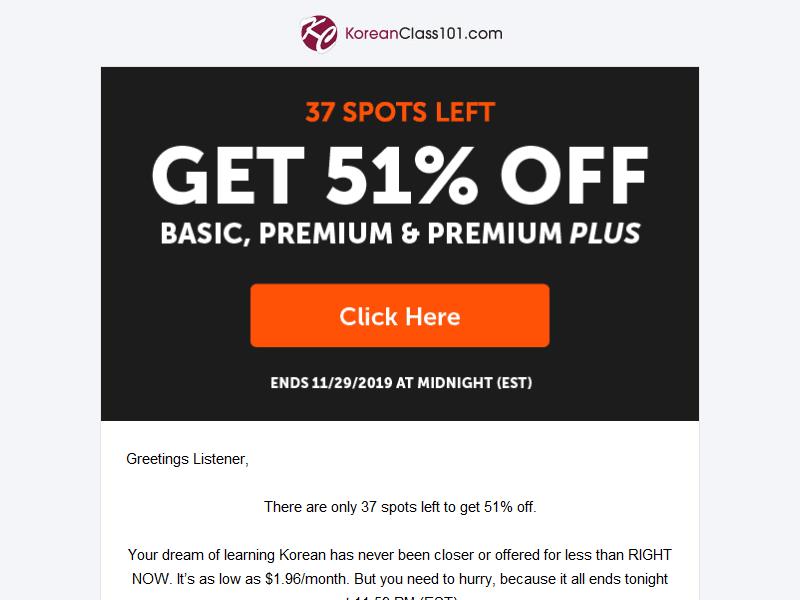 KoreanClass101.com
37 SPOTS LEFT
GET 51% OFF
BASIC, PREMIUM & PREMIUM PLUS
Click Here
ENDS 11/29/2019 AT MIDNIGHT (EST)
Greetings Listener,
There are only 37 spots left to get 51% off.
Your dream of learning Korean has never been closer or offered for less than RIGHT
NOW. It's as low as $1.96/month. But you need to hurry, because it all ends tonight